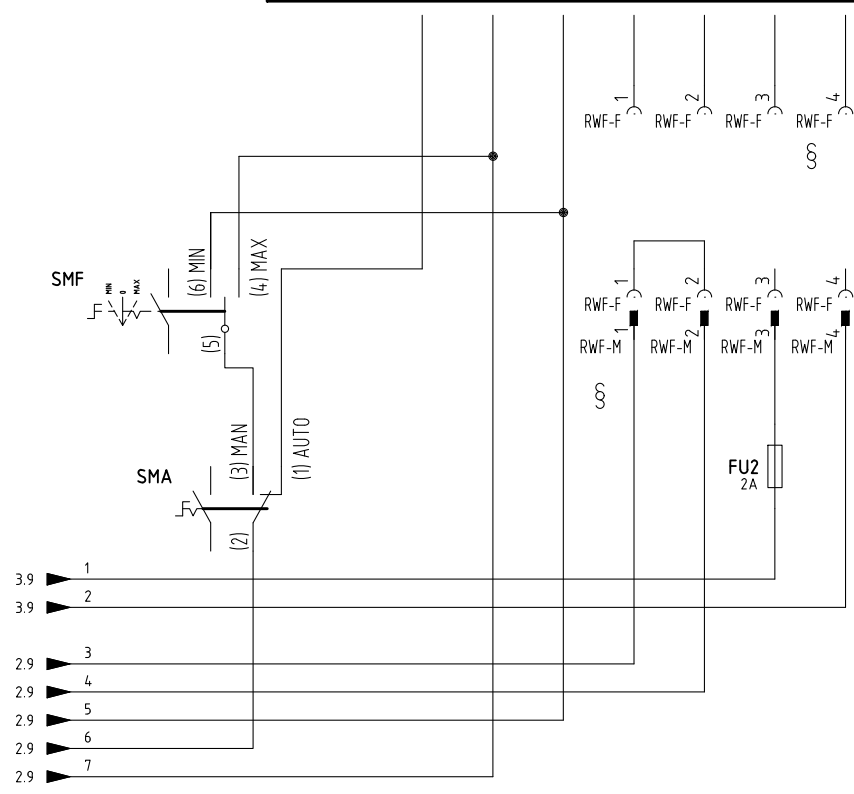 1 2 3 4
RWF-F RWF-F RWF-F RWF-F
§
(6) MIN
(4) MAX
SMF
MIN 0 MAX
(5)
1 2 3 4
RWF-F RWF-F RWF-F RWF-F
1 2 3 4
RWF-M RWF-M RWF-M RWF-M
§
(3) MAN
(1) AUTO
SMA
(2)
FU2
2A
3.9 1
3.9 2
2.9 3
2.9 4
2.9 5
2.9 6
2.9 7